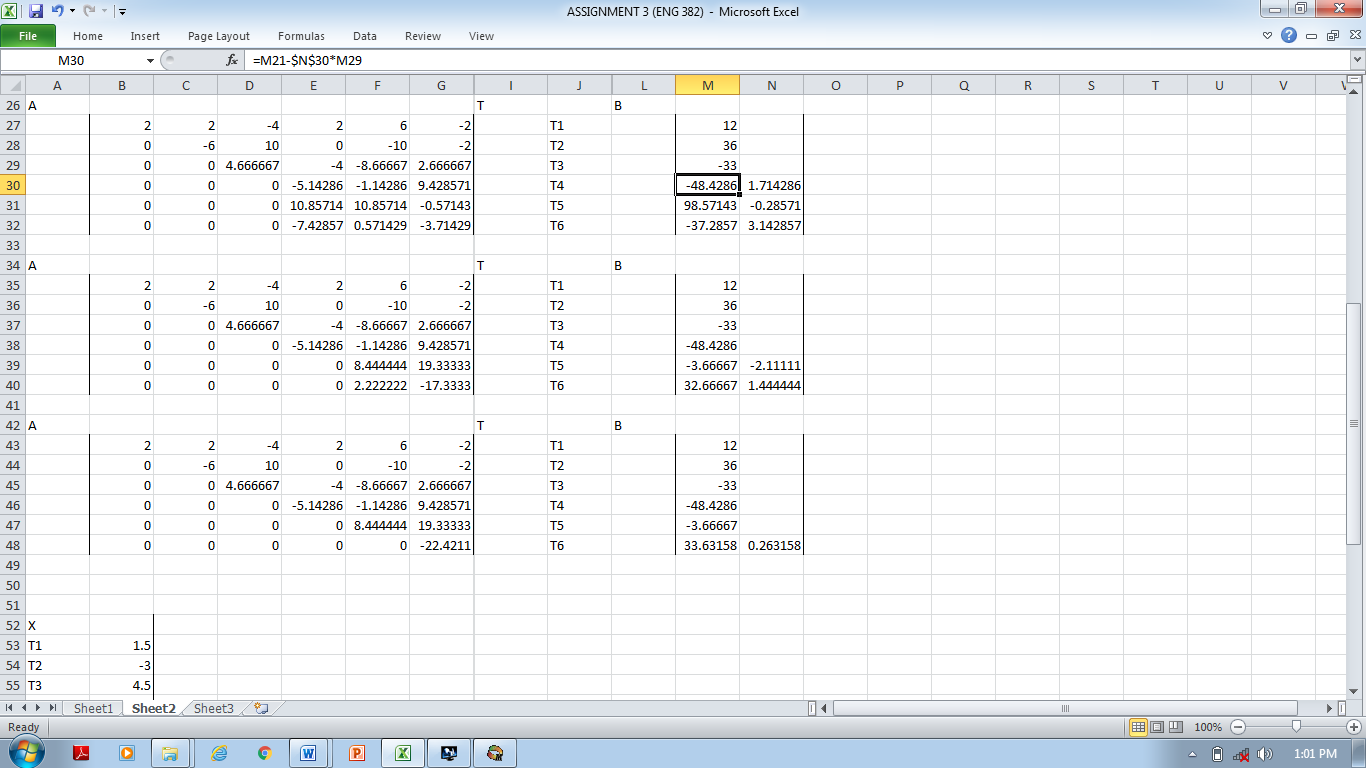 ASSIGNMENT 3 (ENG 382) - Microsoft Excel
File Home Insert Page Layout Formulas Data Review View
M30 fx =M21-$N$30*M29
A B C D E F G I J L M N O P Q R S T U V
26 A T B
27 2 2 -4 2 6 -2 T1 12
28 0 -6 10 0 -10 -2 T2 36
29 0 0 4.666667 -4 -8.66667 2.666667 T3 -33
30 0 0 0 -5.14286 -1.14286 9.428571 T4 -48.4286 1.714286
31 0 0 0 10.85714 10.85714 -0.57143 T5 98.57143 -0.28571
32 0 0 0 -7.42857 0.571429 -3.71429 T6 -37.2857 3.142857
33
34 A T B
35 2 2 -4 2 6 -2 T1 12
36 0 -6 10 0 -10 -2 T2 36
37 0 0 4.666667 -4 -8.66667 2.666667 T3 -33
38 0 0 0 -5.14286 -1.14286 9.428571 T4 -48.4286
39 0 0 0 0 8.444444 19.33333 T5 -3.66667 -2.11111
40 0 0 0 0 2.222222 -17.3333 T6 32.66667 1.444444
41
42 A T B
43 2 2 -4 2 6 -2 T1 12
44 0 -6 10 0 -10 -2 T2 36
45 0 0 4.666667 -4 -8.66667 2.666667 T3 -33
46 0 0 0 -5.14286 -1.14286 9.428571 T4 -48.4286
47 0 0 0 0 8.444444 19.33333 T5 -3.66667
48 0 0 0 0 0 -22.4211 T6 33.63158 0.263158
49
50
51
52 X
53 T1 1.5
54 T2 -3
55 T3 4.5
Sheet1 Sheet2 Sheet3
Ready 100%
1:01 PM